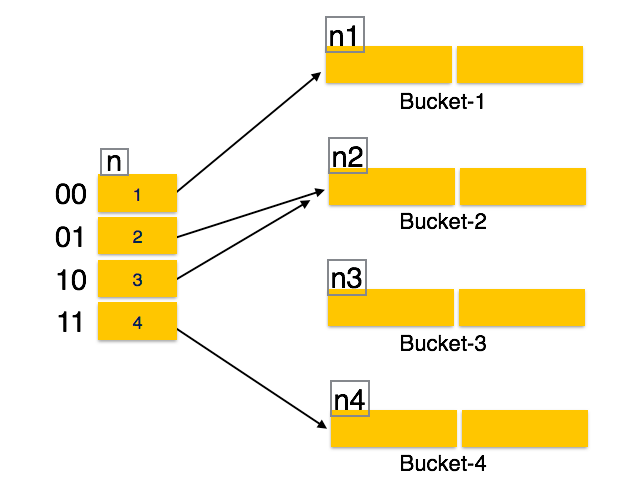 n
00 1
01 2
10 3
11 4
n1
Bucket-1
n2
Bucket-2
n3
Bucket-3
n4
Bucket-4